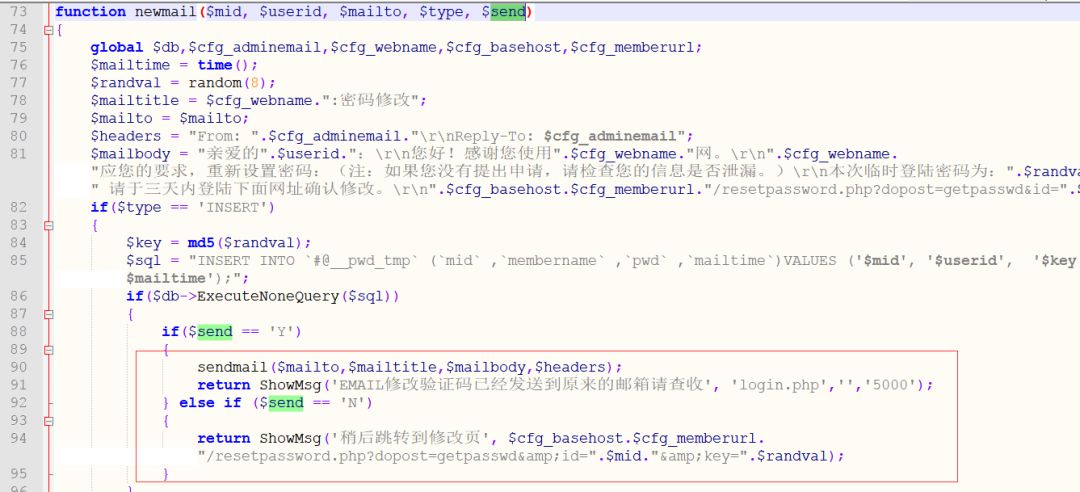 73 function newmail($mid, $userid, $mailto, $type, $send)
74 {
75 global $db,$cfg_adminemail,$cfg_webname,$cfg_basehost,$cfg_memberurl;
76 $mailtime = time();
77 $randval = random(8);
78 $mailtitle = $cfg_webname.":密码修改";
79 $mailto = $mailto;
80 $headers = "From: ".$cfg_adminemail."\r\nReply-To: $cfg_adminemail";
81 $mailbody = "亲爱的".$userid."：\r\n您好！感谢您使用".$cfg_webname."网。\r\n".$cfg_webname.
"应您的要求，重新设置密码：（注：如果您没有提出申请，请检查您的信息是否泄漏。）\r\n本次临时登陆密码为：".$randva
" 请于三天内登陆下面网址确认修改。\r\n".$cfg_basehost.$cfg_memberurl."/resetpassword.php?dopost=getpasswd&id=".$
82 if($type == 'INSERT')
83 {
84 $key = md5($randval);
85 $sql = "INSERT INTO `#@__pwd_tmp` (`mid` ,`membername` ,`pwd` ,`mailtime`)VALUES ('$mid', '$userid', '$key
$mailtime');";
86 if($db->ExecuteNoneQuery($sql))
87 {
88 if($send == 'Y')
89 {
90 sendmail($mailto,$mailtitle,$mailbody,$headers);
91 return ShowMsg('EMAIL修改验证码已经发送到原来的邮箱请查收', 'login.php','','5000');
92 } else if ($send == 'N')
93 {
94 return ShowMsg('稍后跳转到修改页', $cfg_basehost.$cfg_memberurl.
"/resetpassword.php?dopost=getpasswd&amp;id=".$mid."&amp;key=".$randval);
95 }
96 }